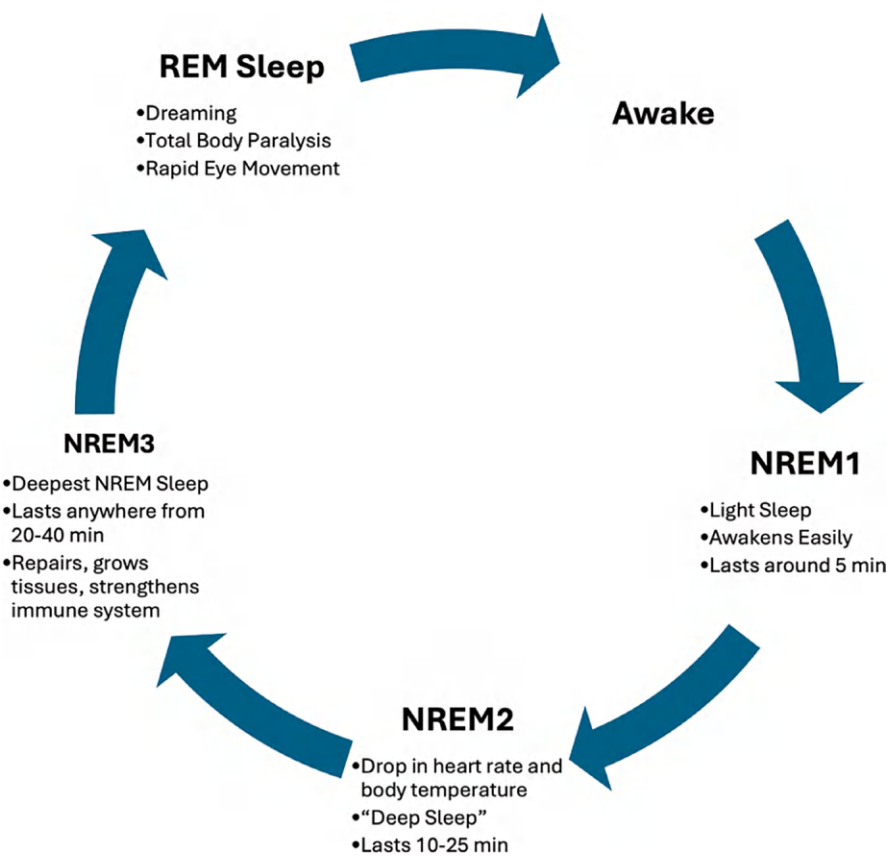 REM Sleep
•Dreaming
•Total Body Paralysis
•Rapid Eye Movement
Awake
NREM1
•Light Sleep
•Awakens Easily
•Lasts around 5 min
NREM2
•Drop in heart rate and
body temperature
•“Deep Sleep”
•Lasts 10-25 min
NREM3
•Deepest NREM Sleep
•Lasts anywhere from
20-40 min
•Repairs, grows
tissues, strengthens
immune system